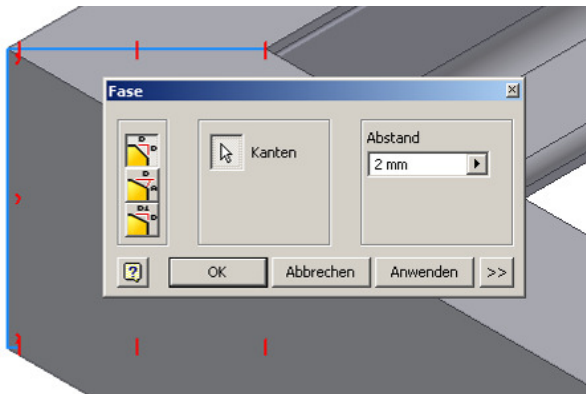 Fase
Kanten
Abstand
2 mm
OK
Abbrechen
Anwenden
>>